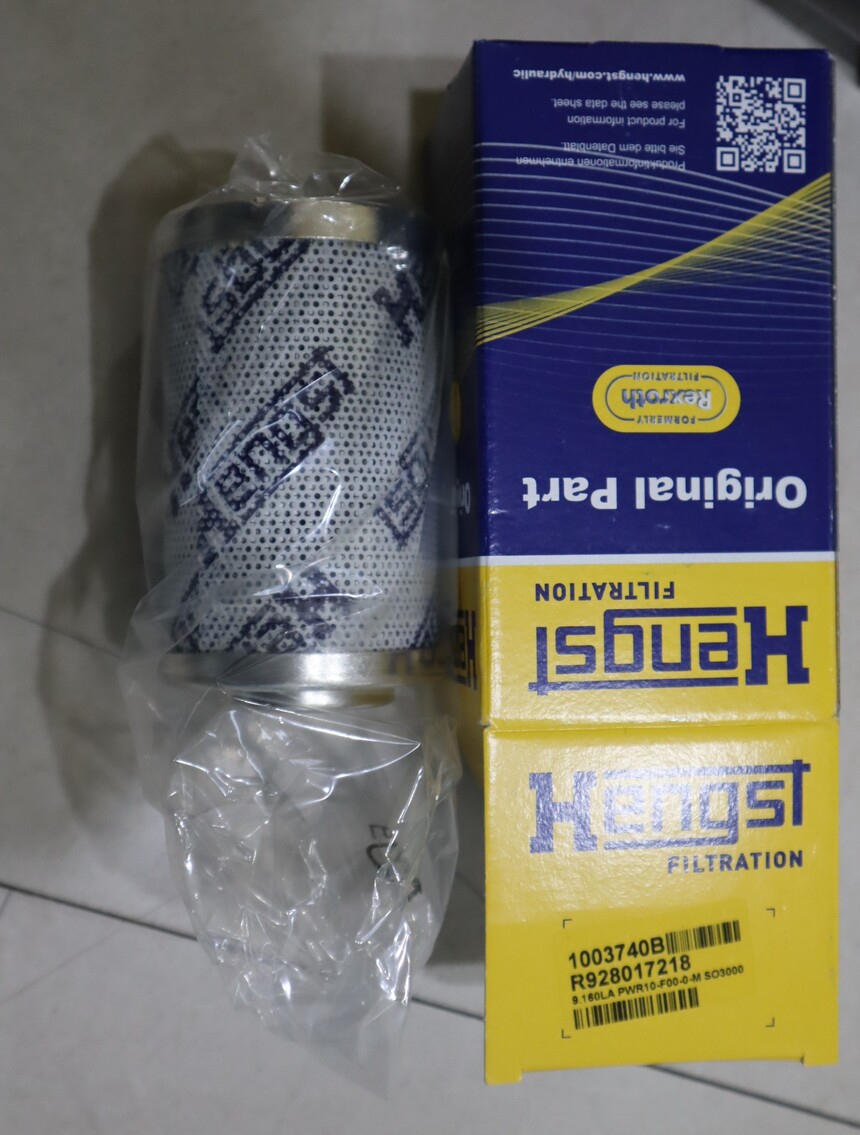 www.hengst.com/hydraulic
For product information
please see the data sheet.
Produktinformationen entnehmen
Sie bitte dem Datenblatt.
FORMERLY
Rexroth
FILTRATION
Original Part
Hengst
FILTRATION
Hengst
FILTRATION
1003740B
R928017218
9.160LA PWR10-F00-0-M SO3000
Hengst